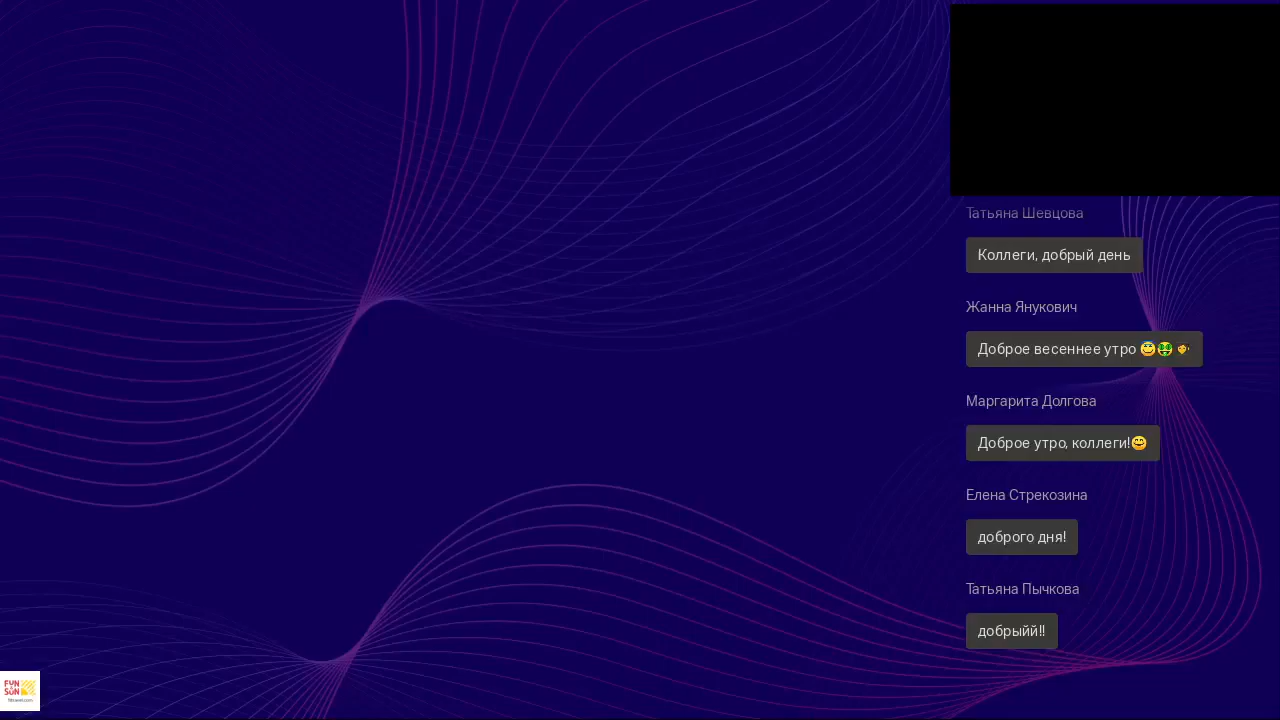 Татьяна Шевцова
Коллеги, добрый день
Жанна Янукович
Доброе весеннее утро 😇🤑👩
Маргарита Долгова
Доброе утро, коллеги!😊
Елена Стрекозина
доброго дня!
Татьяна Пычкова
добрыйй!!
FUN
SUN